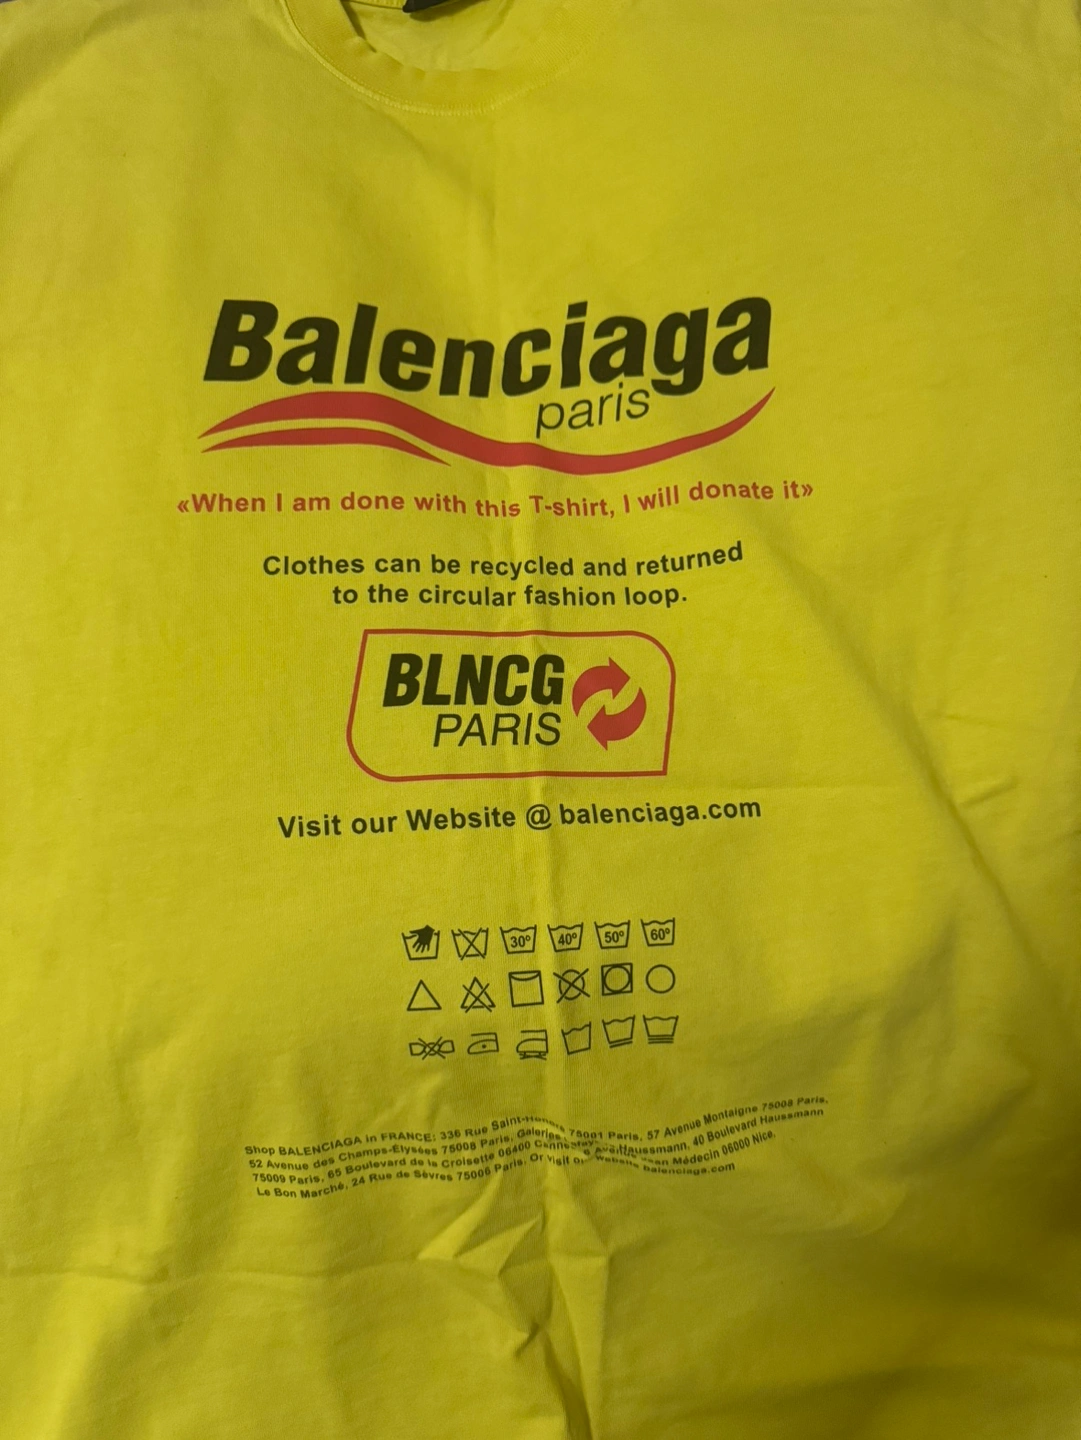 Balenciaga
paris
«When I am done with this T-shirt, I will donate it»
Clothes can be recycled and returned
to the circular fashion loop.
BLNCG
PARIS
Visit our Website @ balenciaga.com
30° 40° 50° 60°
Shop BALENCIAGA in FRANCE: 336 Rue Saint-Honoré 75001 Paris, 57 Avenue Montaigne 75008 Paris,
52 Avenue des Champs-Élysées 75008 Paris, Galeries Haussmann, 40 Boulevard Haussmann
75009 Paris, 65 Boulevard de la Croisette 06400 Médecin 06000 Nice,
Le Bon Marché, 24 Rue de Sèvres 75006 Paris. Or visit our Website balenciaga.com